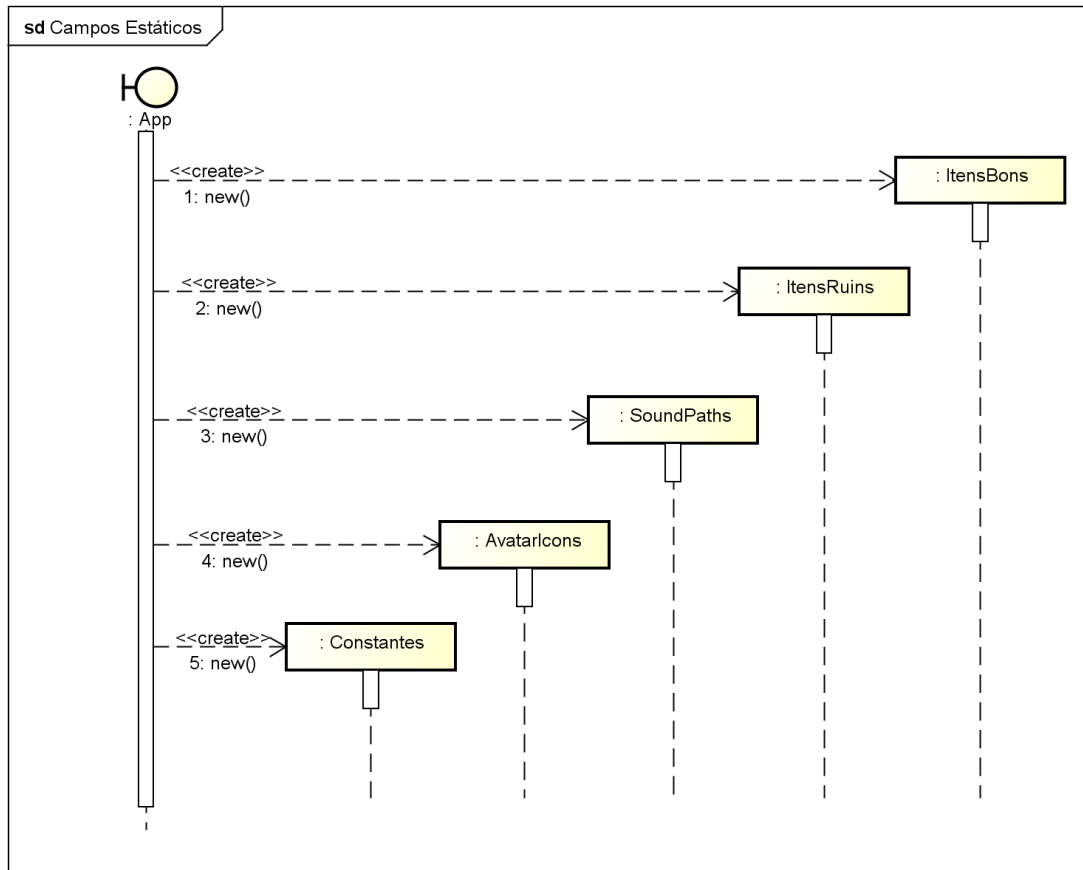 sd Campos Estáticos
: App
<<create>>
1: new()
: ItensBons
<<create>>
2: new()
: ItensRuins
<<create>>
3: new()
: SoundPaths
<<create>>
4: new()
: AvatarIcons
<<create>>
5: new()
: Constantes